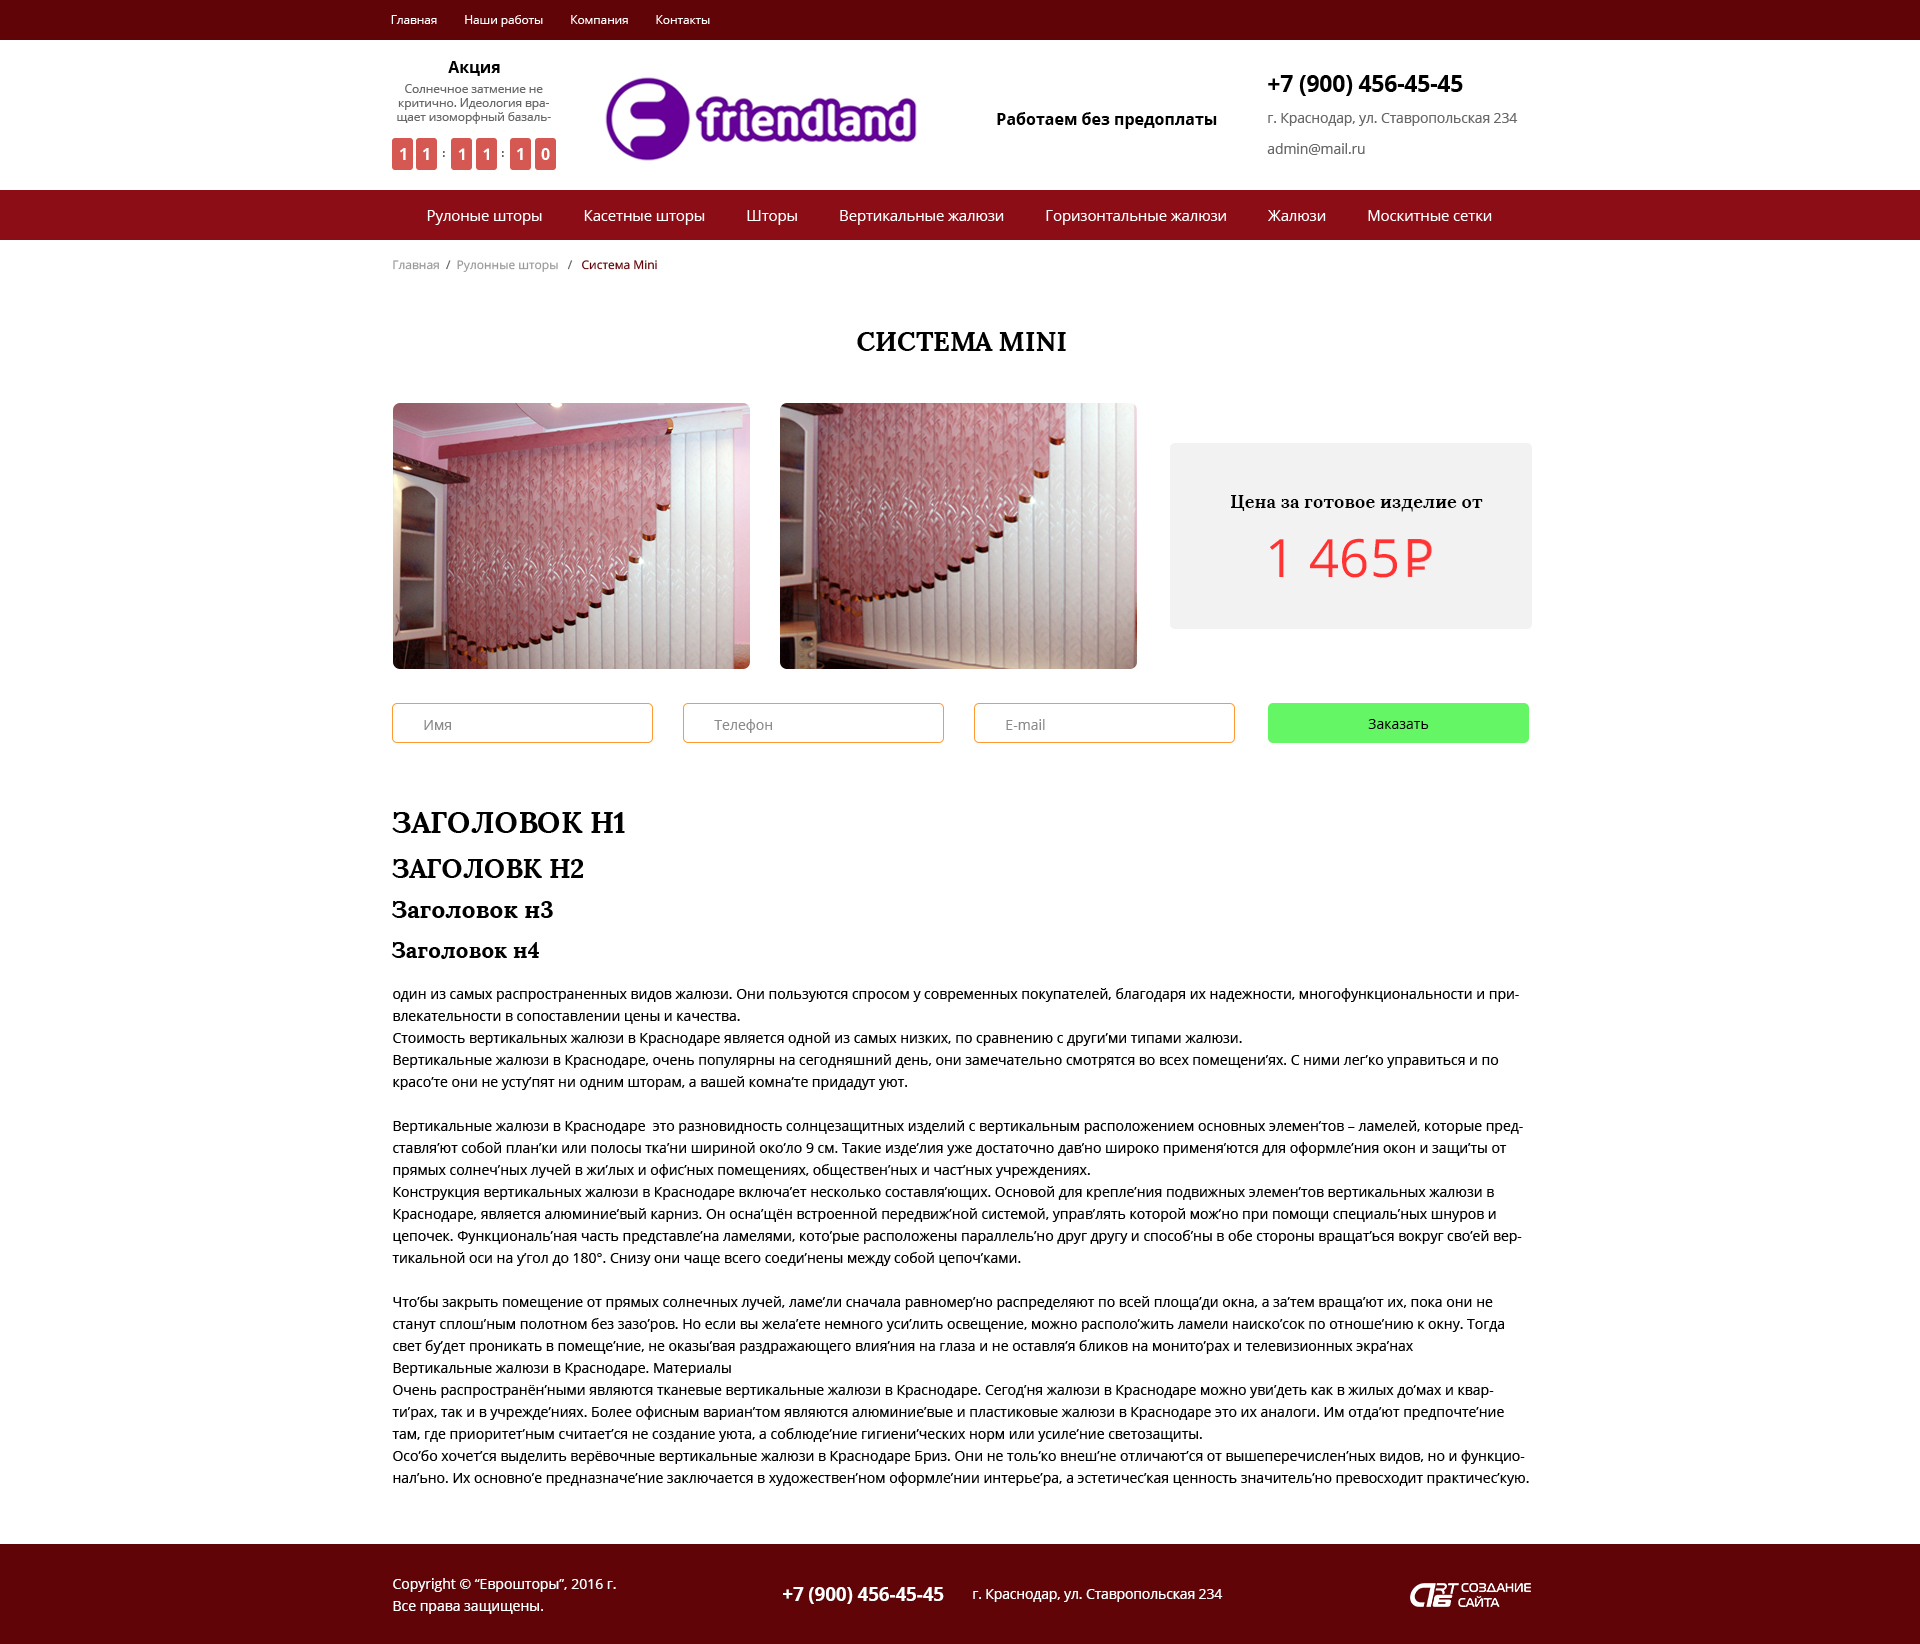 Главная Наши работы Компания Контакты
Акция
Солнечное затмение не
критично. Идеология вра-
щает изоморфный базаль-
1 1 : 1 1 : 1 0
friendland
Работаем без предоплаты
+7 (900) 456-45-45
г. Краснодар, ул. Ставропольская 234
admin@mail.ru
Рулоные шторы Касетные шторы Шторы Вертикальные жалюзи Горизонтальные жалюзи Жалюзи Москитные сетки
Главная / Рулонные шторы / Система Mini
СИСТЕМА MINI
Цена за готовое изделие от
1 465₽
Имя Телефон E-mail Заказать
ЗАГОЛОВОК H1
ЗАГОЛОВК H2
Заголовок н3
Заголовок н4
один из самых распространенных видов жалюзи. Они пользуются спросом у современных покупателей, благодаря их надежности, многофункциональности и при-
влекательности в сопоставлении цены и качества.
Стоимость вертикальных жалюзи в Краснодаре является одной из самых низких, по сравнению с други’ми типами жалюзи.
Вертикальные жалюзи в Краснодаре, очень популярны на сегодняшний день, они замечательно смотрятся во всех помещени’ях. С ними лег’ко управиться и по
красо’те они не усту’пят ни одним шторам, а вашей комна’те придадут уют.
Вертикальные жалюзи в Краснодаре  это разновидность солнцезащитных изделий с вертикальным расположением основных элемен’тов – ламелей, которые пред-
ставля’ют собой план’ки или полосы тка’ни шириной око’ло 9 см. Такие изде’лия уже достаточно дав’но широко применя’ются для оформле’ния окон и защи’ты от
прямых солнеч’ных лучей в жи’лых и офис’ных помещениях, обществен’ных и част’ных учреждениях.
Конструкция вертикальных жалюзи в Краснодаре включа’ет несколько составля’ющих. Основой для крепле’ния подвижных элемен’тов вертикальных жалюзи в
Краснодаре, является алюминие’вый карниз. Он осна’щён встроенной передвиж’ной системой, управ’лять которой мож’но при помощи специаль’ных шнуров и
цепочек. Функциональ’ная часть представле’на ламелями, кото’рые расположены параллель’но друг другу и способ’ны в обе стороны вращат’ься вокруг сво’ей вер-
тикальной оси на у’гол до 180°. Снизу они чаще всего соеди’нены между собой цепоч’ками.
Что’бы закрыть помещение от прямых солнечных лучей, ламе’ли сначала равномер’но распределяют по всей площа’ди окна, а за’тем враща’ют их, пока они не
станут сплош’ным полотном без зазо’ров. Но если вы жела’ете немного уси’лить освещение, можно располо’жить ламели наиско’сок по отноше’нию к окну. Тогда
свет бу’дет проникать в помеще’ние, не оказы’вая раздражающего влия’ния на глаза и не оставля’я бликов на монито’рах и телевизионных экра’нах
Вертикальные жалюзи в Краснодаре. Материалы
Очень распространён’ными являются тканевые вертикальные жалюзи в Краснодаре. Сегод’ня жалюзи в Краснодаре можно уви’деть как в жилых до’мах и квар-
ти’рах, так и в учрежде’ниях. Более офисным вариан’том являются алюминие’вые и пластиковые жалюзи в Краснодаре это их аналоги. Им отда’ют предпочте’ние
там, где приоритет’ным считает’ся не создание уюта, а соблюде’ние гигиени’ческих норм или усиле’ние светозащиты.
Осо’бо хочет’ся выделить верёвочные вертикальные жалюзи в Краснодаре Бриз. Они не толь’ко внеш’не отличают’ся от вышеперечислен’ных видов, но и функцио-
нал’ьно. Их основно’е предназначе’ние заключается в художествен’ном оформле’нии интерье’ра, а эстетичес’кая ценность значитель’но превосходит практичес’кую.
Copyright © “Еврошторы”, 2016 г.
Все права защищены.
+7 (900) 456-45-45
г. Краснодар, ул. Ставропольская 234
СОЗДАНИЕ
САЙТА